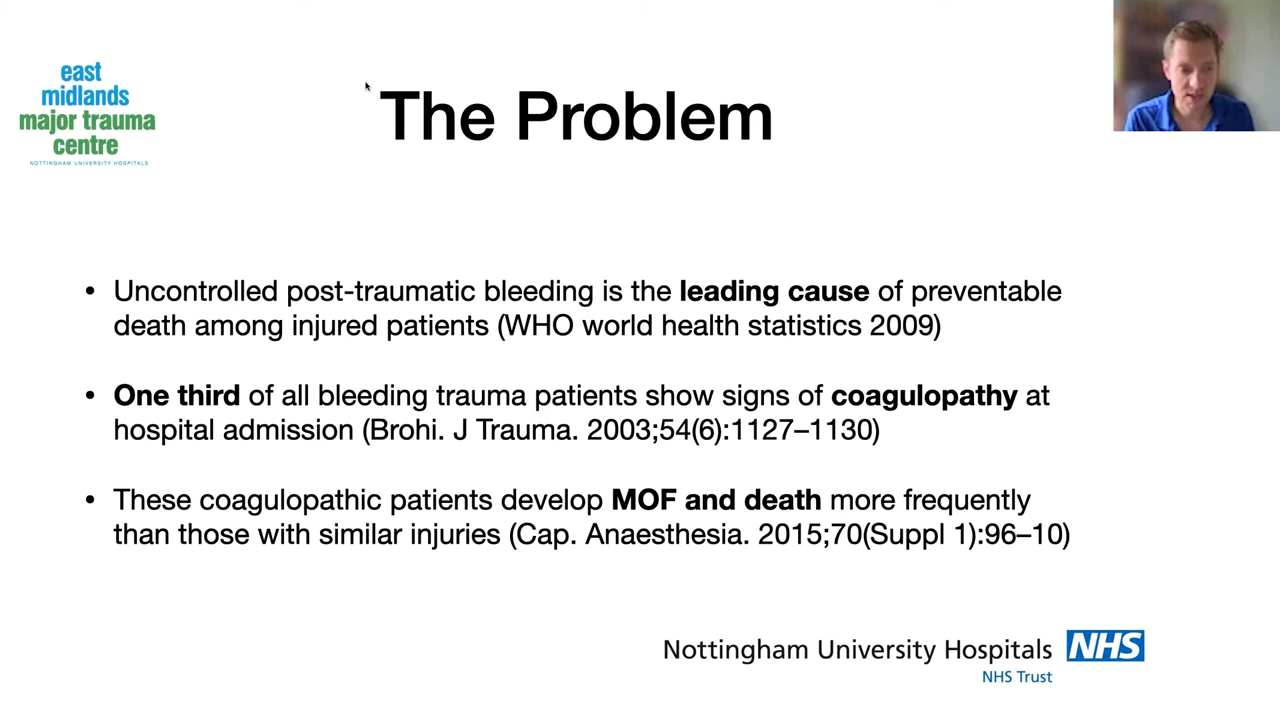 east
midlands
major trauma
centre
NOTTINGHAM UNIVERSITY HOSPITALS
The Problem
• Uncontrolled post-traumatic bleeding is the leading cause of preventable
death among injured patients (WHO world health statistics 2009)
• One third of all bleeding trauma patients show signs of coagulopathy at
hospital admission (Brohi. J Trauma. 2003;54(6):1127–1130)
• These coagulopathic patients develop MOF and death more frequently
than those with similar injuries (Cap. Anaesthesia. 2015;70(Suppl 1):96–10)
Nottingham University Hospitals NHS
NHS Trust